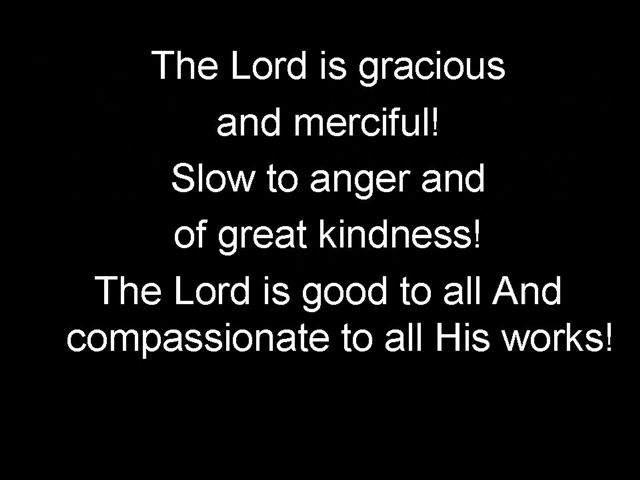 The Lord is gracious
and merciful!
Slow to anger and
of great kindness!
The Lord is good to all And
compassionate to all His works!